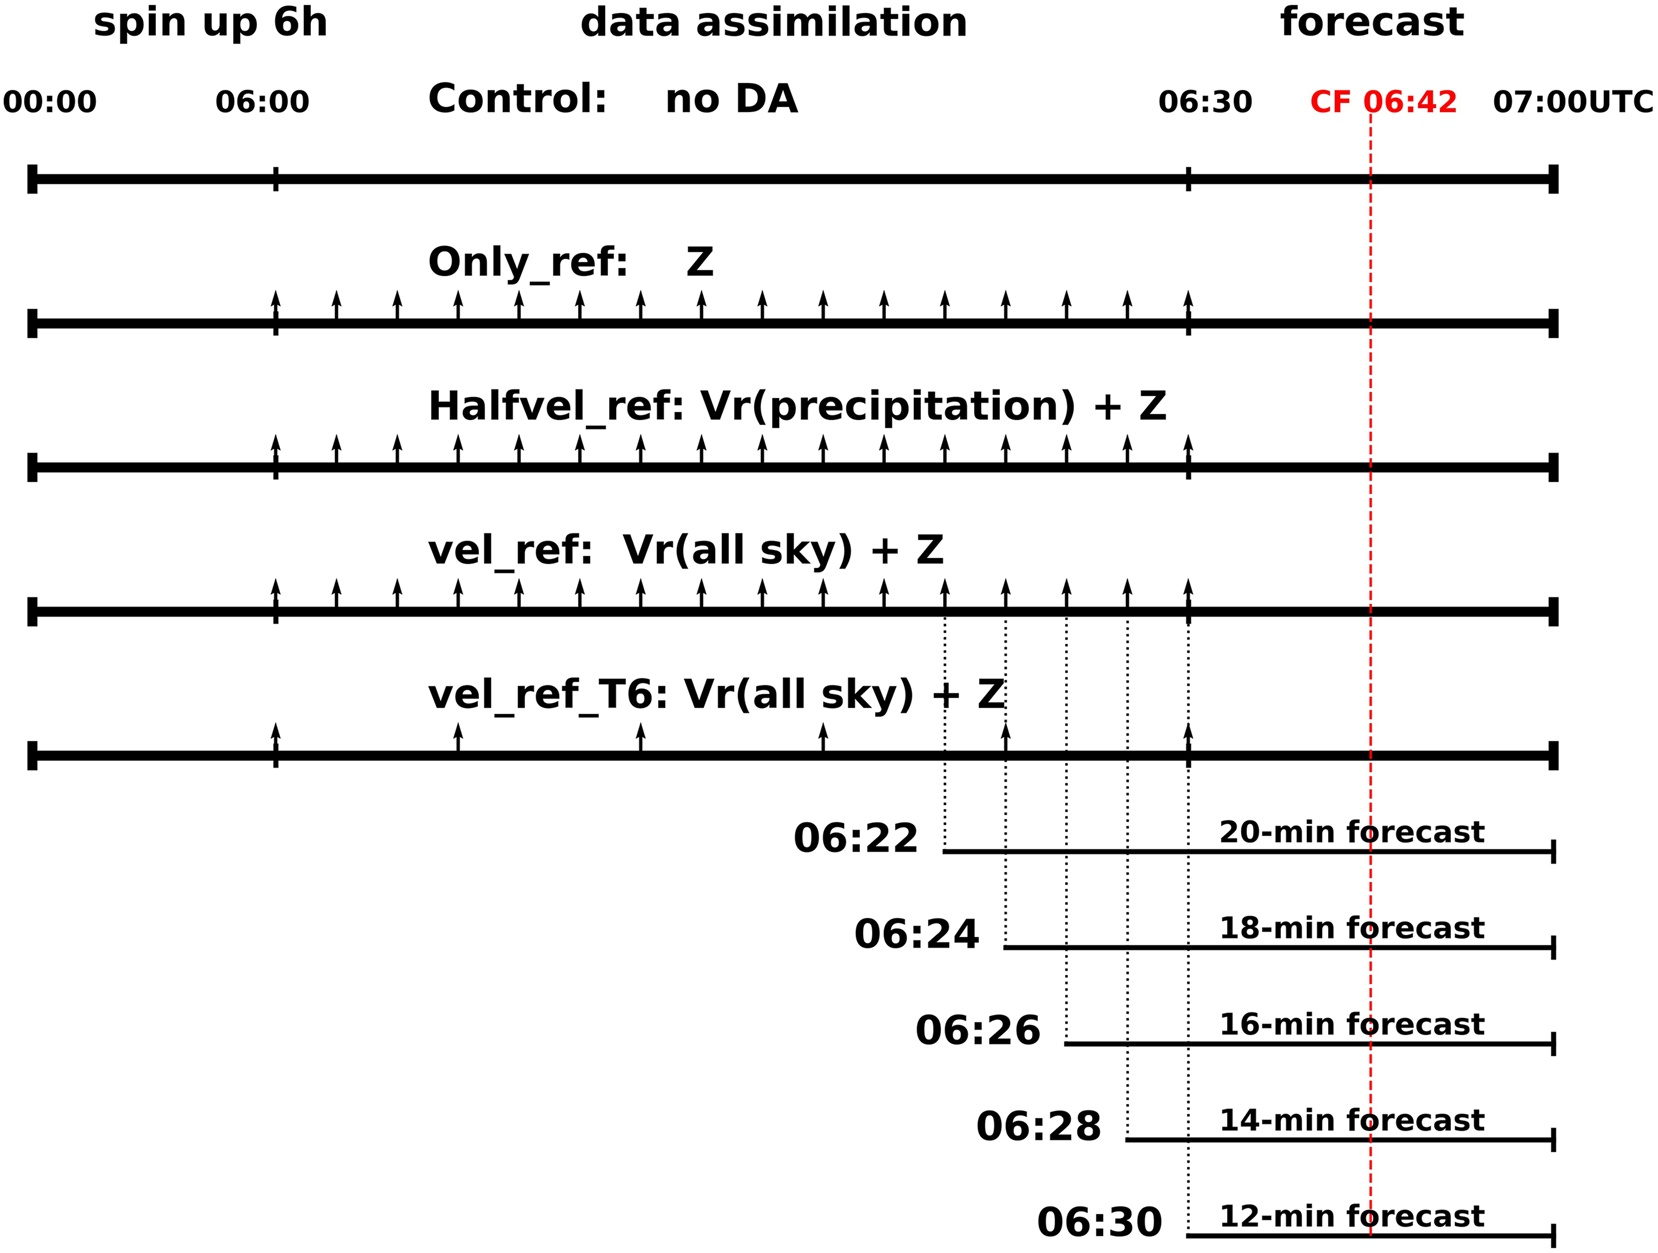 spin up 6h data assimilation forecast
00:00 06:00 Control: no DA 06:30 CF 06:42 07:00UTC
Only_ref: Z
Halfvel_ref: Vr(precipitation) + Z
vel_ref: Vr(all sky) + Z
vel_ref_T6: Vr(all sky) + Z
06:22 20-min forecast
06:24 18-min forecast
06:26 16-min forecast
06:28 14-min forecast
06:30 12-min forecast